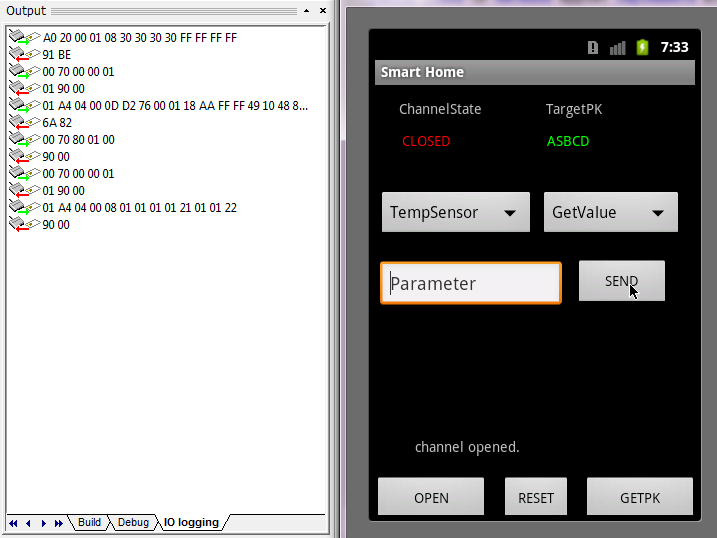 Output
A0 20 00 01 08 30 30 30 30 FF FF FF FF
91 BE
00 70 00 00 01
01 90 00
01 A4 04 00 0D D2 76 00 01 18 AA FF FF 49 10 48 8...
6A 82
00 70 80 01 00
90 00
00 70 00 00 01
01 90 00
01 A4 04 00 08 01 01 01 01 21 01 01 22
90 00
Build Debug IO logging
7:33
Smart Home
ChannelState TargetPK
CLOSED ASBCD
TempSensor GetValue
Parameter SEND
channel opened.
OPEN RESET GETPK